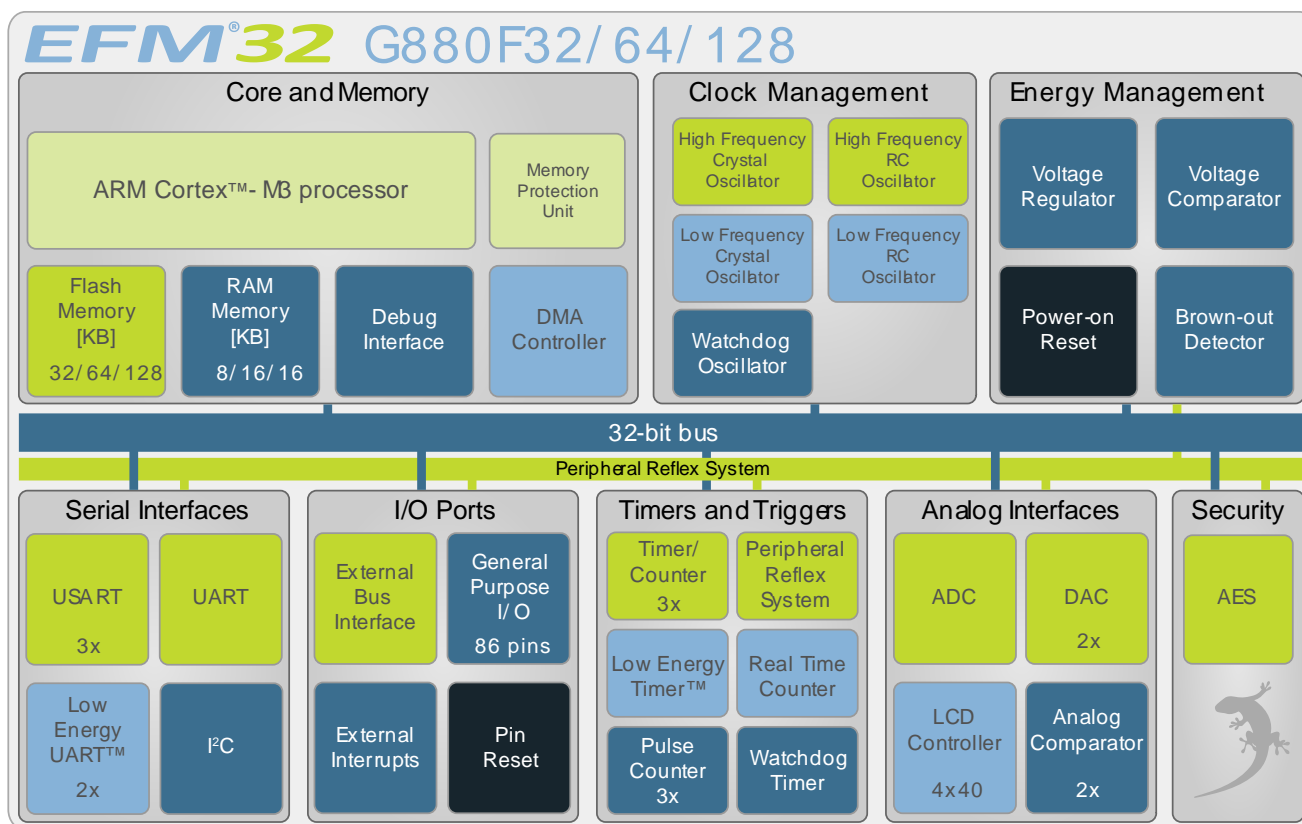 EFM®32 G880F32/64/128
Core and Memory
ARM Cortex™-M3 processor
Memory
Protection
Unit
Flash
Memory
[KB]
32/64/128
RAM
Memory
[KB]
8/16/16
Debug
Interface
DMA
Controller
Clock Management
High Frequency
Crystal
Oscillator
High Frequency
RC
Oscillator
Low Frequency
Crystal
Oscillator
Low Frequency
RC
Oscillator
Watchdog
Oscillator
Energy Management
Voltage
Regulator
Voltage
Comparator
Power-on
Reset
Brown-out
Detector
32-bit bus
Peripheral Reflex System
Serial Interfaces
USART
3x
UART
Low
Energy
UART™
2x
I²C
I/O Ports
External
Bus
Interface
General
Purpose
I/O
86 pins
External
Interrupts
Pin
Reset
Timers and Triggers
Timer/
Counter
3x
Peripheral
Reflex
System
Low Energy
Timer™
Real Time
Counter
Pulse
Counter
3x
Watchdog
Timer
Analog Interfaces
ADC
DAC
2x
LCD
Controller
4x40
Analog
Comparator
2x
Security
AES